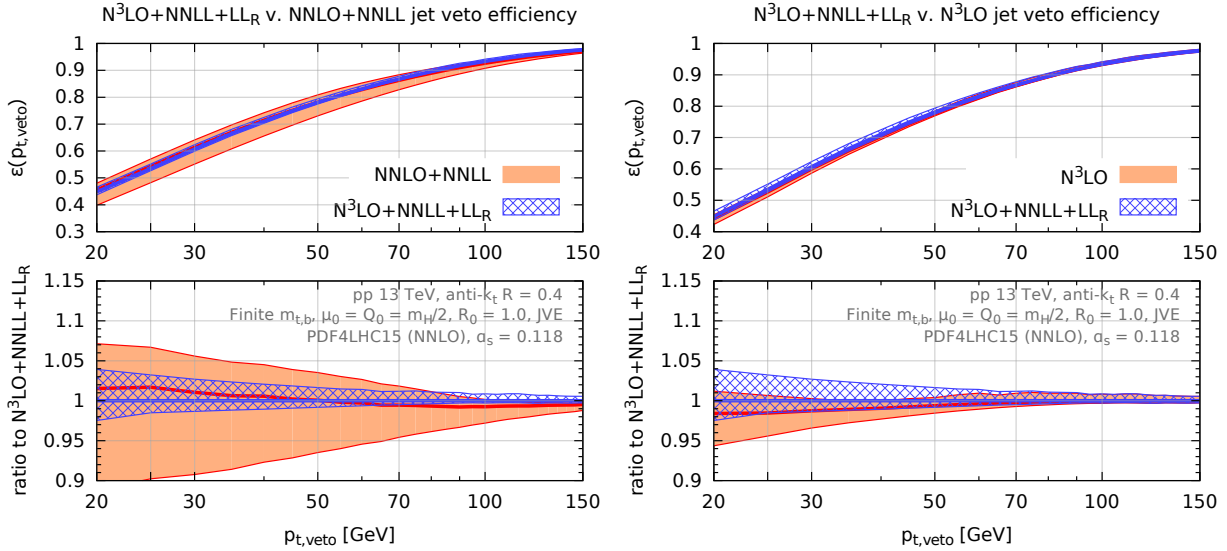 N³LO+NNLL+LL_R v. NNLO+NNLL jet veto efficiency
ε(p_t,veto)
1
0.9
0.8
0.7
0.6
0.5
0.4
0.3
NNLO+NNLL
N³LO+NNLL+LL_R
20 30 50 70 100 150
ratio to N³LO+NNLL+LL_R
1.15
1.1
1.05
1
0.95
0.9
pp 13 TeV, anti-k_t R = 0.4
Finite m_t,b, μ₀ = Q₀ = m_H/2, R₀ = 1.0, JVE
PDF4LHC15 (NNLO), α_s = 0.118
20 30 50 70 100 150
p_t,veto [GeV]
N³LO+NNLL+LL_R v. N³LO jet veto efficiency
ε(p_t,veto)
1
0.9
0.8
0.7
0.6
0.5
0.4
N³LO
N³LO+NNLL+LL_R
20 30 50 70 100 150
ratio to N³LO+NNLL+LL_R
1.15
1.1
1.05
1
0.95
0.9
pp 13 TeV, anti-k_t R = 0.4
Finite m_t,b, μ₀ = Q₀ = m_H/2, R₀ = 1.0, JVE
PDF4LHC15 (NNLO), α_s = 0.118
20 30 50 70 100 150
p_t,veto [GeV]